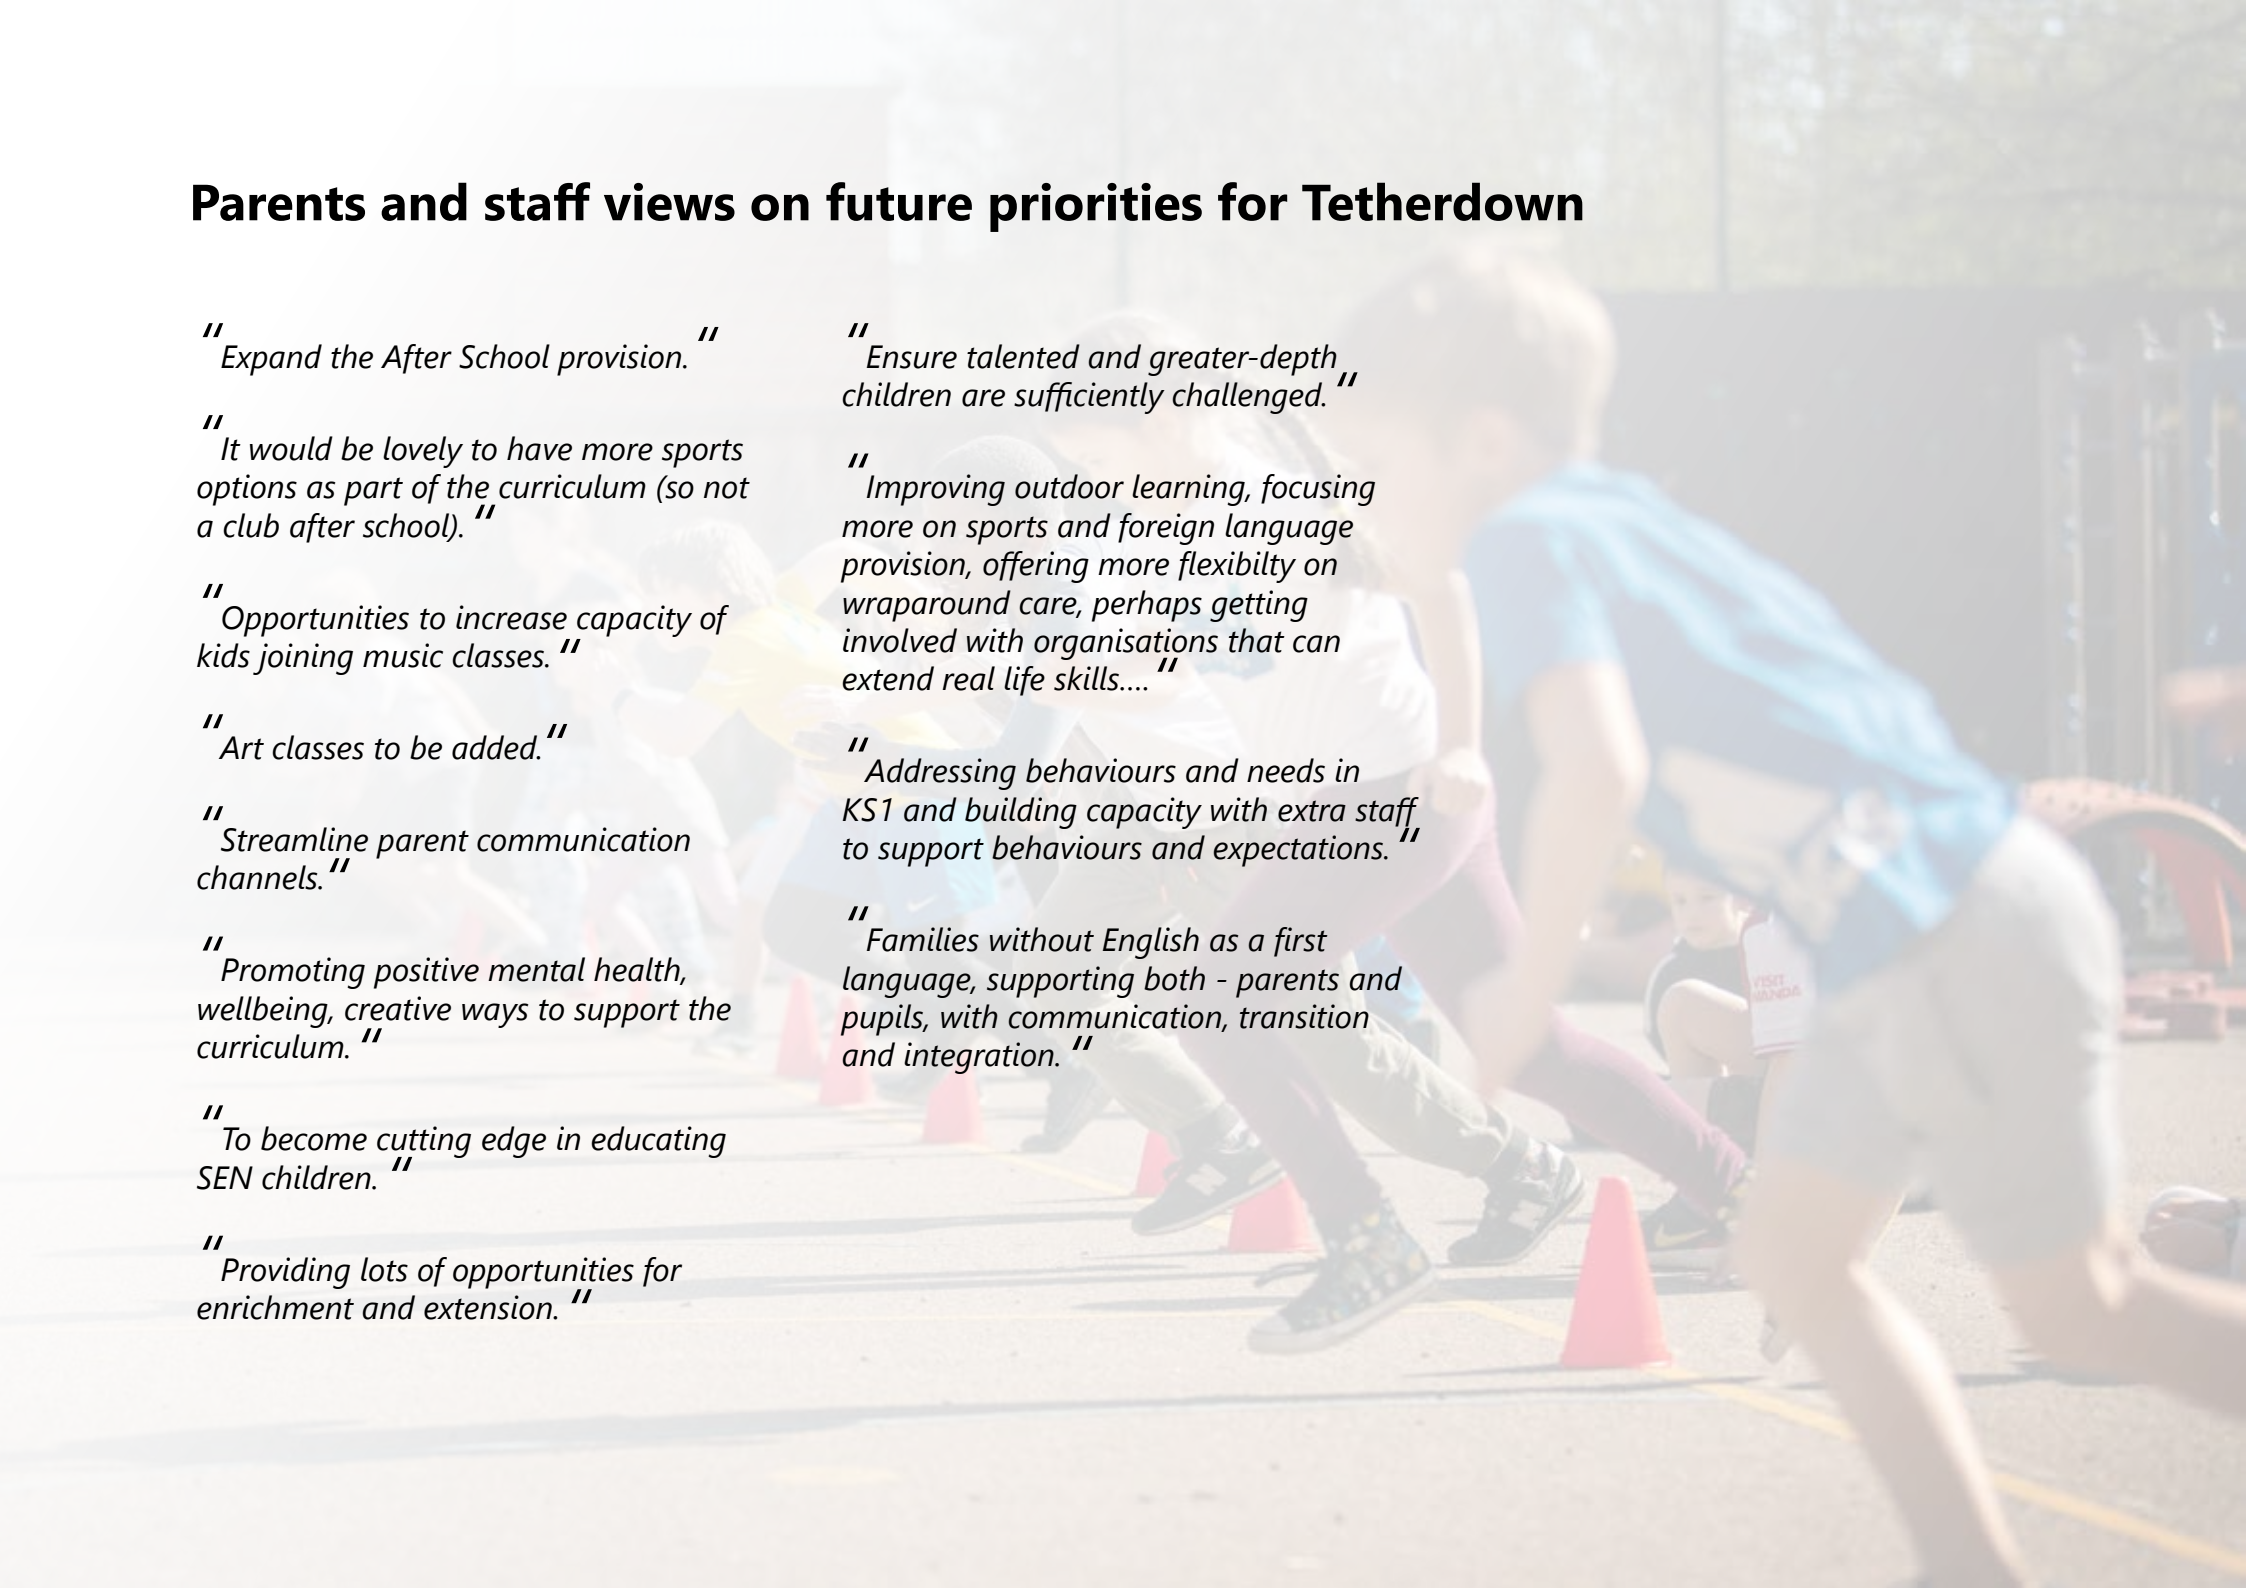 Parents and staff views on future priorities for Tetherdown
“Expand the After School provision.“
“It would be lovely to have more sports
options as part of the curriculum (so not
a club after school).“
“Opportunities to increase capacity of
kids joining music classes.“
“Art classes to be added.“
“Streamline parent communication
channels.“
“Promoting positive mental health,
wellbeing, creative ways to support the
curriculum.“
“To become cutting edge in educating
SEN children.“
“Providing lots of opportunities for
enrichment and extension.“
“Ensure talented and greater-depth
children are sufficiently challenged.“
“Improving outdoor learning, focusing
more on sports and foreign language
provision, offering more flexibilty on
wraparound care, perhaps getting
involved with organisations that can
extend real life skills....“
“Addressing behaviours and needs in
KS1 and building capacity with extra staff
to support behaviours and expectations.“
“Families without English as a first
language, supporting both - parents and
pupils, with communication, transition
and integration.“
VISIT